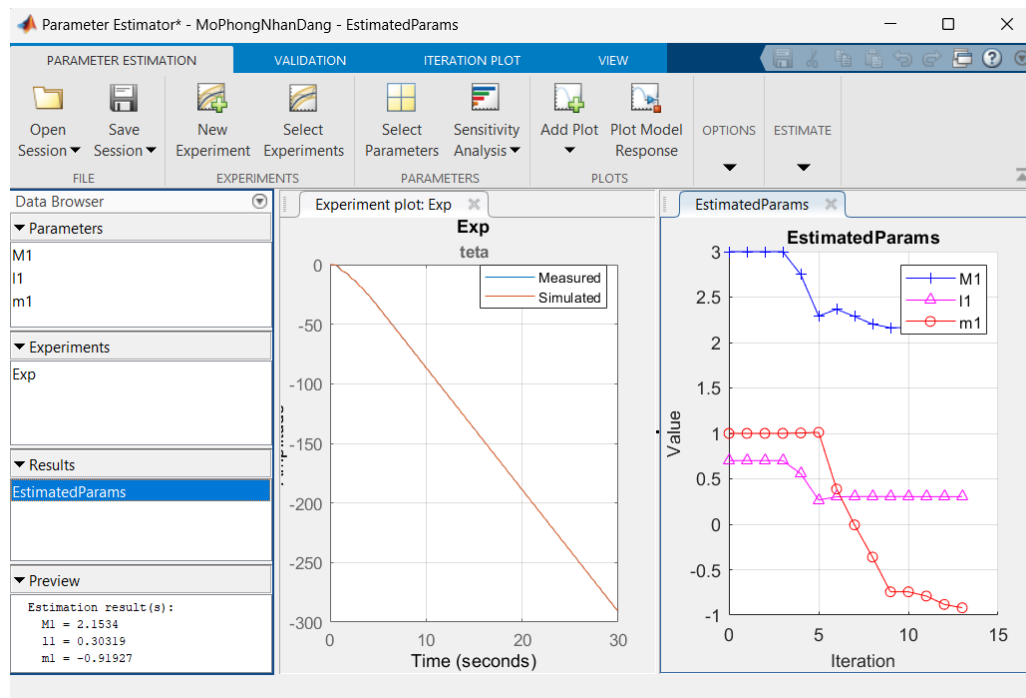 Parameter Estimator* - MoPhongNhanDang - EstimatedParams
PARAMETER ESTIMATION
VALIDATION
ITERATION PLOT
VIEW
Open Session
Save Session
New Experiment
Select Experiments
Select Parameters
Sensitivity Analysis
Add Plot
Plot Model Response
OPTIONS
ESTIMATE
FILE
EXPERIMENTS
PARAMETERS
PLOTS
Data Browser
Parameters
M1
l1
m1
Experiments
Exp
Results
EstimatedParams
Preview
Estimation result(s):
M1 = 2.1534
l1 = 0.30319
m1 = -0.91927
Experiment plot: Exp
Exp
teta
Measured
Simulated
0
-50
-100
-150
-200
-250
-300
0
10
20
30
Time (seconds)
EstimatedParams
EstimatedParams
M1
l1
m1
3
2.5
2
1.5
1
0.5
0
-0.5
-1
Value
0
5
10
15
Iteration